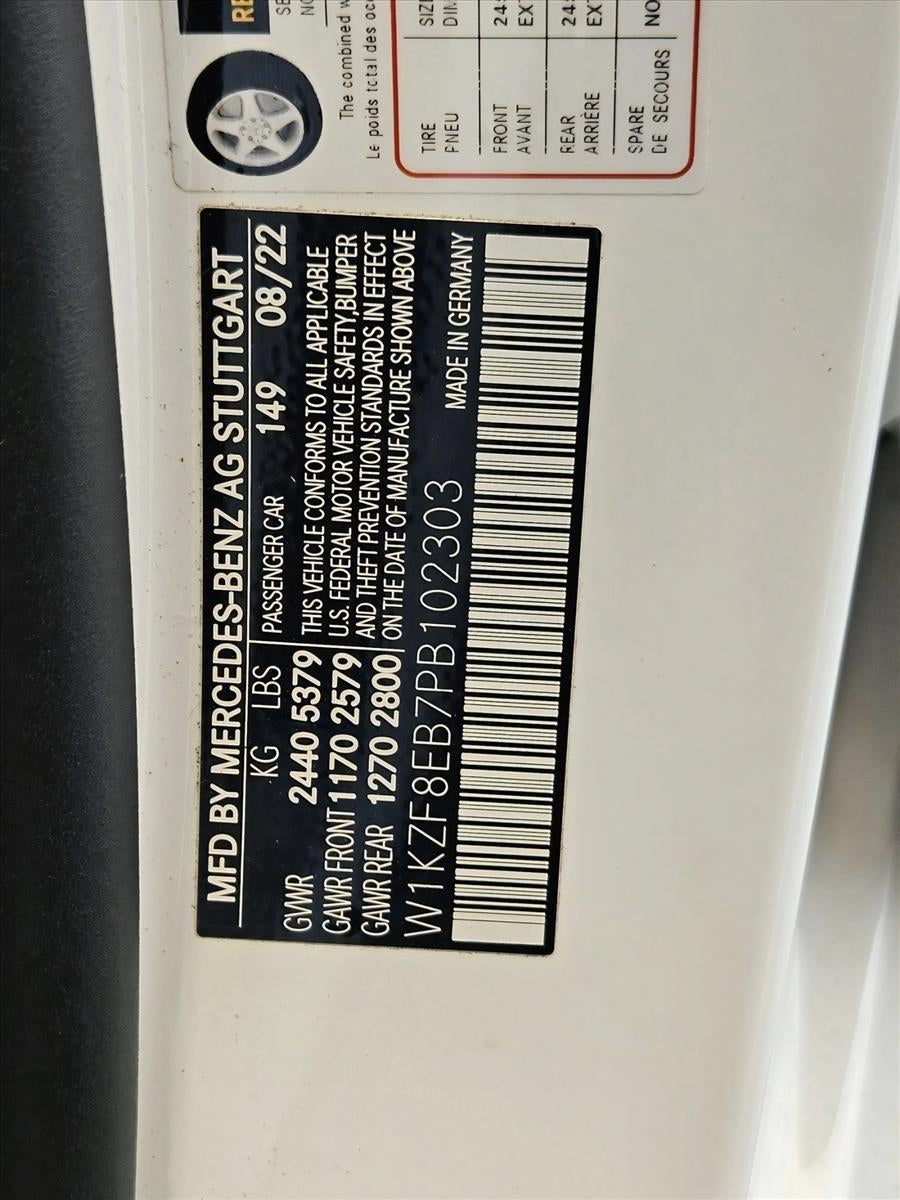 MFD BY MERCEDES-BENZ AG STUTTGART
KG LBS PASSENGER CAR 149 08/22
GVWR 2440 5379 THIS VEHICLE CONFORMS TO ALL APPLICABLE
GAWR FRONT 1170 2579 U.S. FEDERAL MOTOR VEHICLE SAFETY,BUMPER
GAWR REAR 1270 2800 AND THEFT PREVENTION STANDARDS IN EFFECT
ON THE DATE OF MANUFACTURE SHOWN ABOVE
W1KZF8EB7PB102303 MADE IN GERMANY
The combined
Le poids total des
TIRE
PNEU
FRONT
AVANT
REAR
ARRIÈRE
SPARE
DE SECOURS